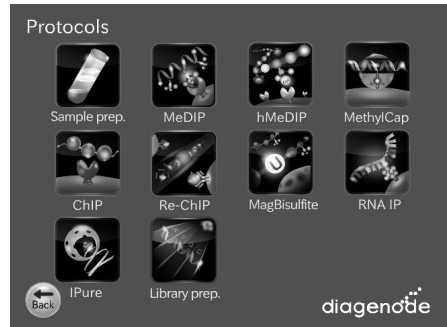 Protocols
Sample prep.
MeDIP
hMeDIP
MethylCap
ChIP
Re-ChIP
MagBisulfite
RNA IP
U
IPure
Library prep.
Back
diagenode